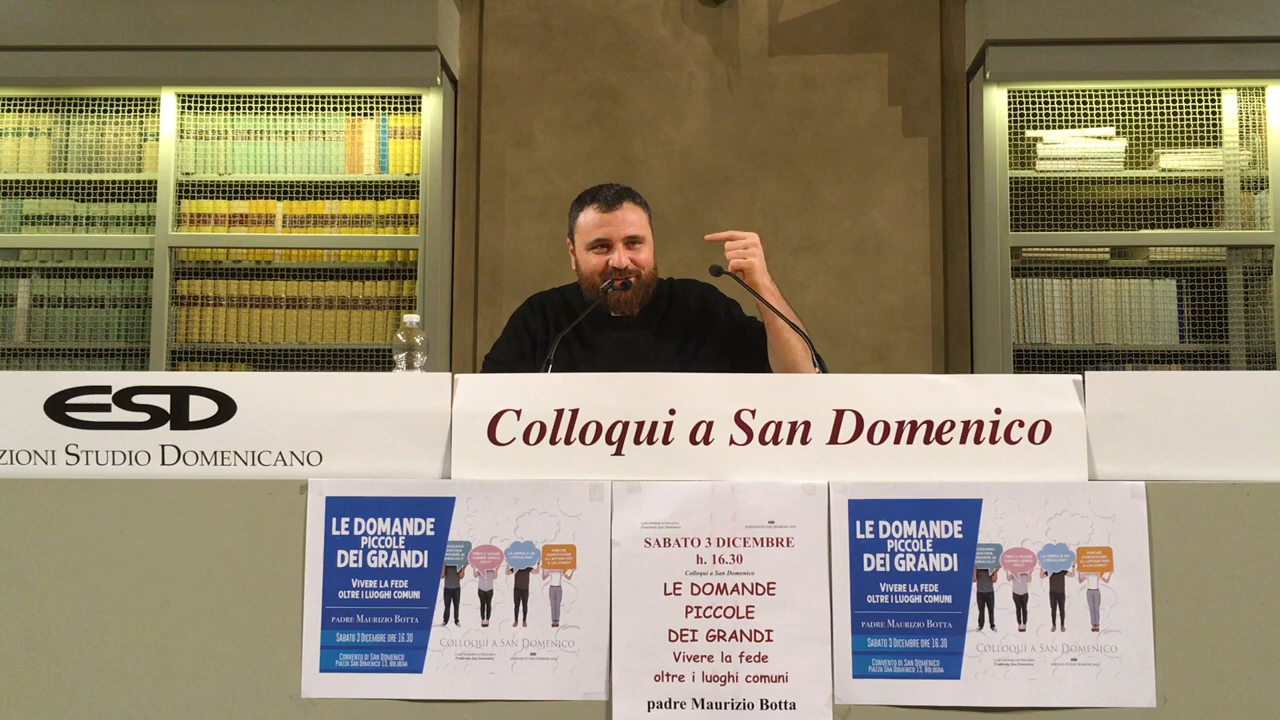 ESD
ZIONI STUDIO DOMENICANO
Colloqui a San Domenico
LE DOMANDE
PICCOLE
DEI GRANDI
VIVERE LA FEDE
OLTRE I LUOGHI COMUNI
PADRE MAURIZIO BOTTA
SABATO 3 DICEMBRE ORE 16.30
CONVENTO DI SAN DOMENICO
PIAZZA SAN DOMENICO 13, BOLOGNA
COLLOQUI A SAN DOMENICO
SABATO 3 DICEMBRE
h. 16.30
Colloqui a San Domenico
LE DOMANDE
PICCOLE
DEI GRANDI
Vivere la fede
oltre i luoghi comuni
padre Maurizio Botta
LE DOMANDE
PICCOLE
DEI GRANDI
VIVERE LA FEDE
OLTRE I LUOGHI COMUNI
PADRE MAURIZIO BOTTA
SABATO 3 DICEMBRE ORE 16.30
CONVENTO DI SAN DOMENICO
PIAZZA SAN DOMENICO 13, BOLOGNA
COLLOQUI A SAN DOMENICO